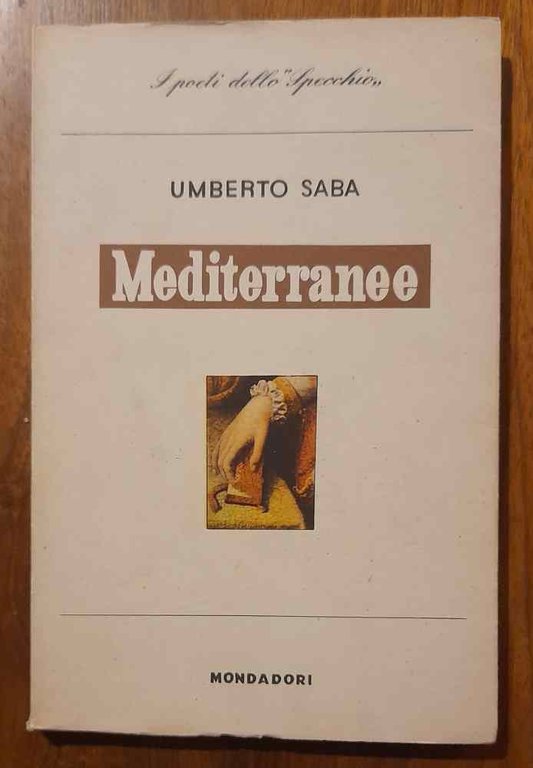 I poeti dello "Specchio„
UMBERTO SABA
Mediterranee
MONDADORI